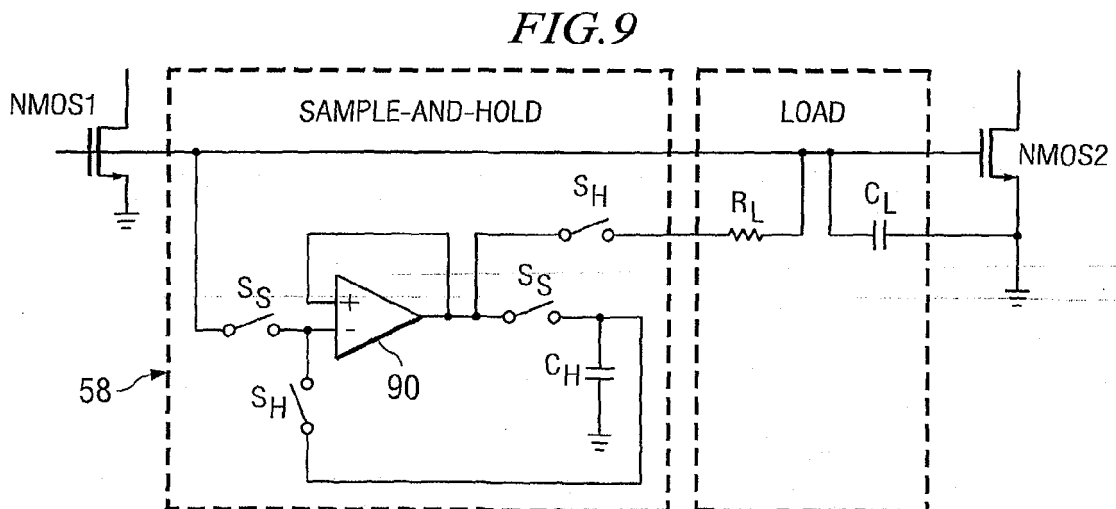 FIG.9
NMOS1
SAMPLE-AND-HOLD
LOAD
NMOS2
S_H
R_L
C_L
S_S
+
S_S
-
C_H
58
S_H
90